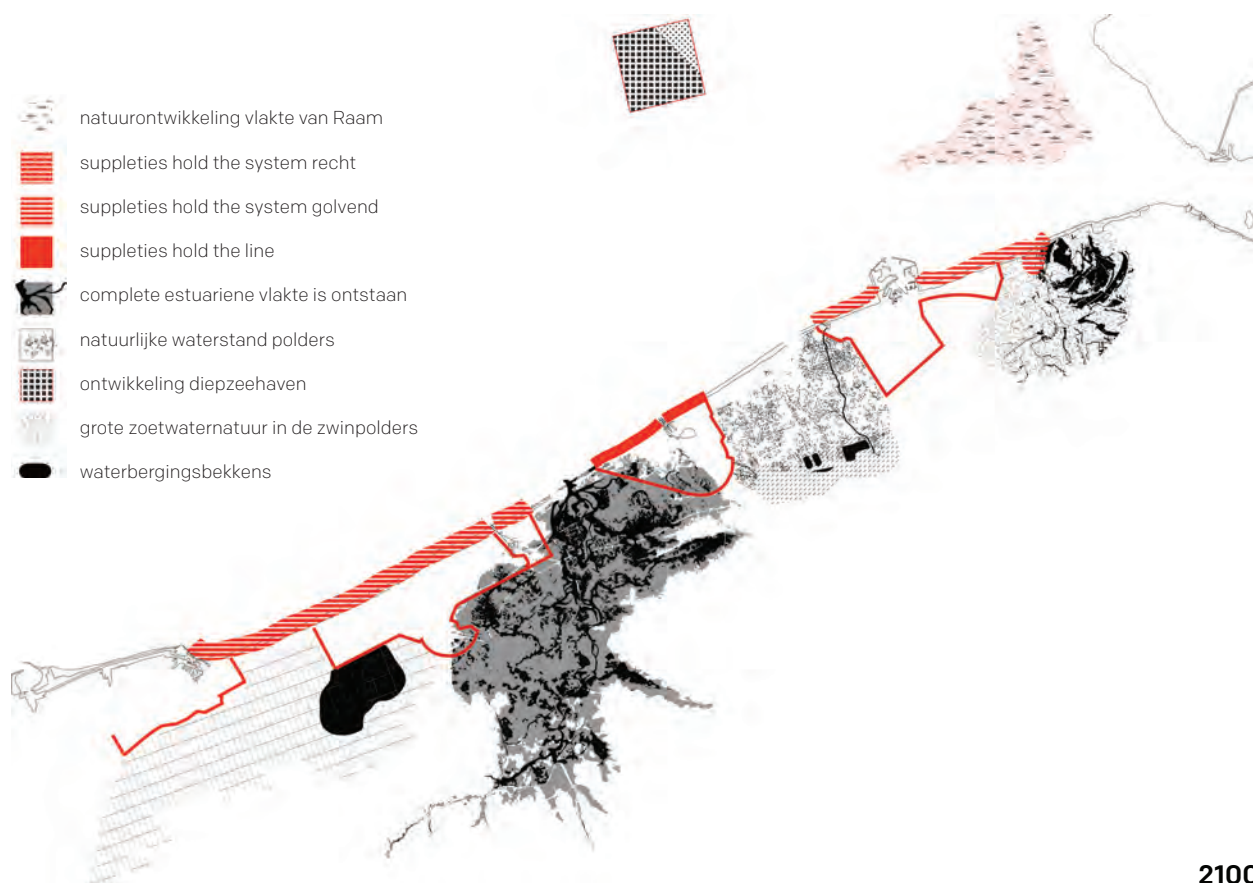 natuurontwikkeling vlakte van Raam
suppleties hold the system recht
suppleties hold the system golvend
suppleties hold the line
complete estuariene vlakte is ontstaan
natuurlijke waterstand polders
ontwikkeling diepzeehaven
grote zoetwaternatuur in de zwinpolders
waterbergingsbekkens
2100